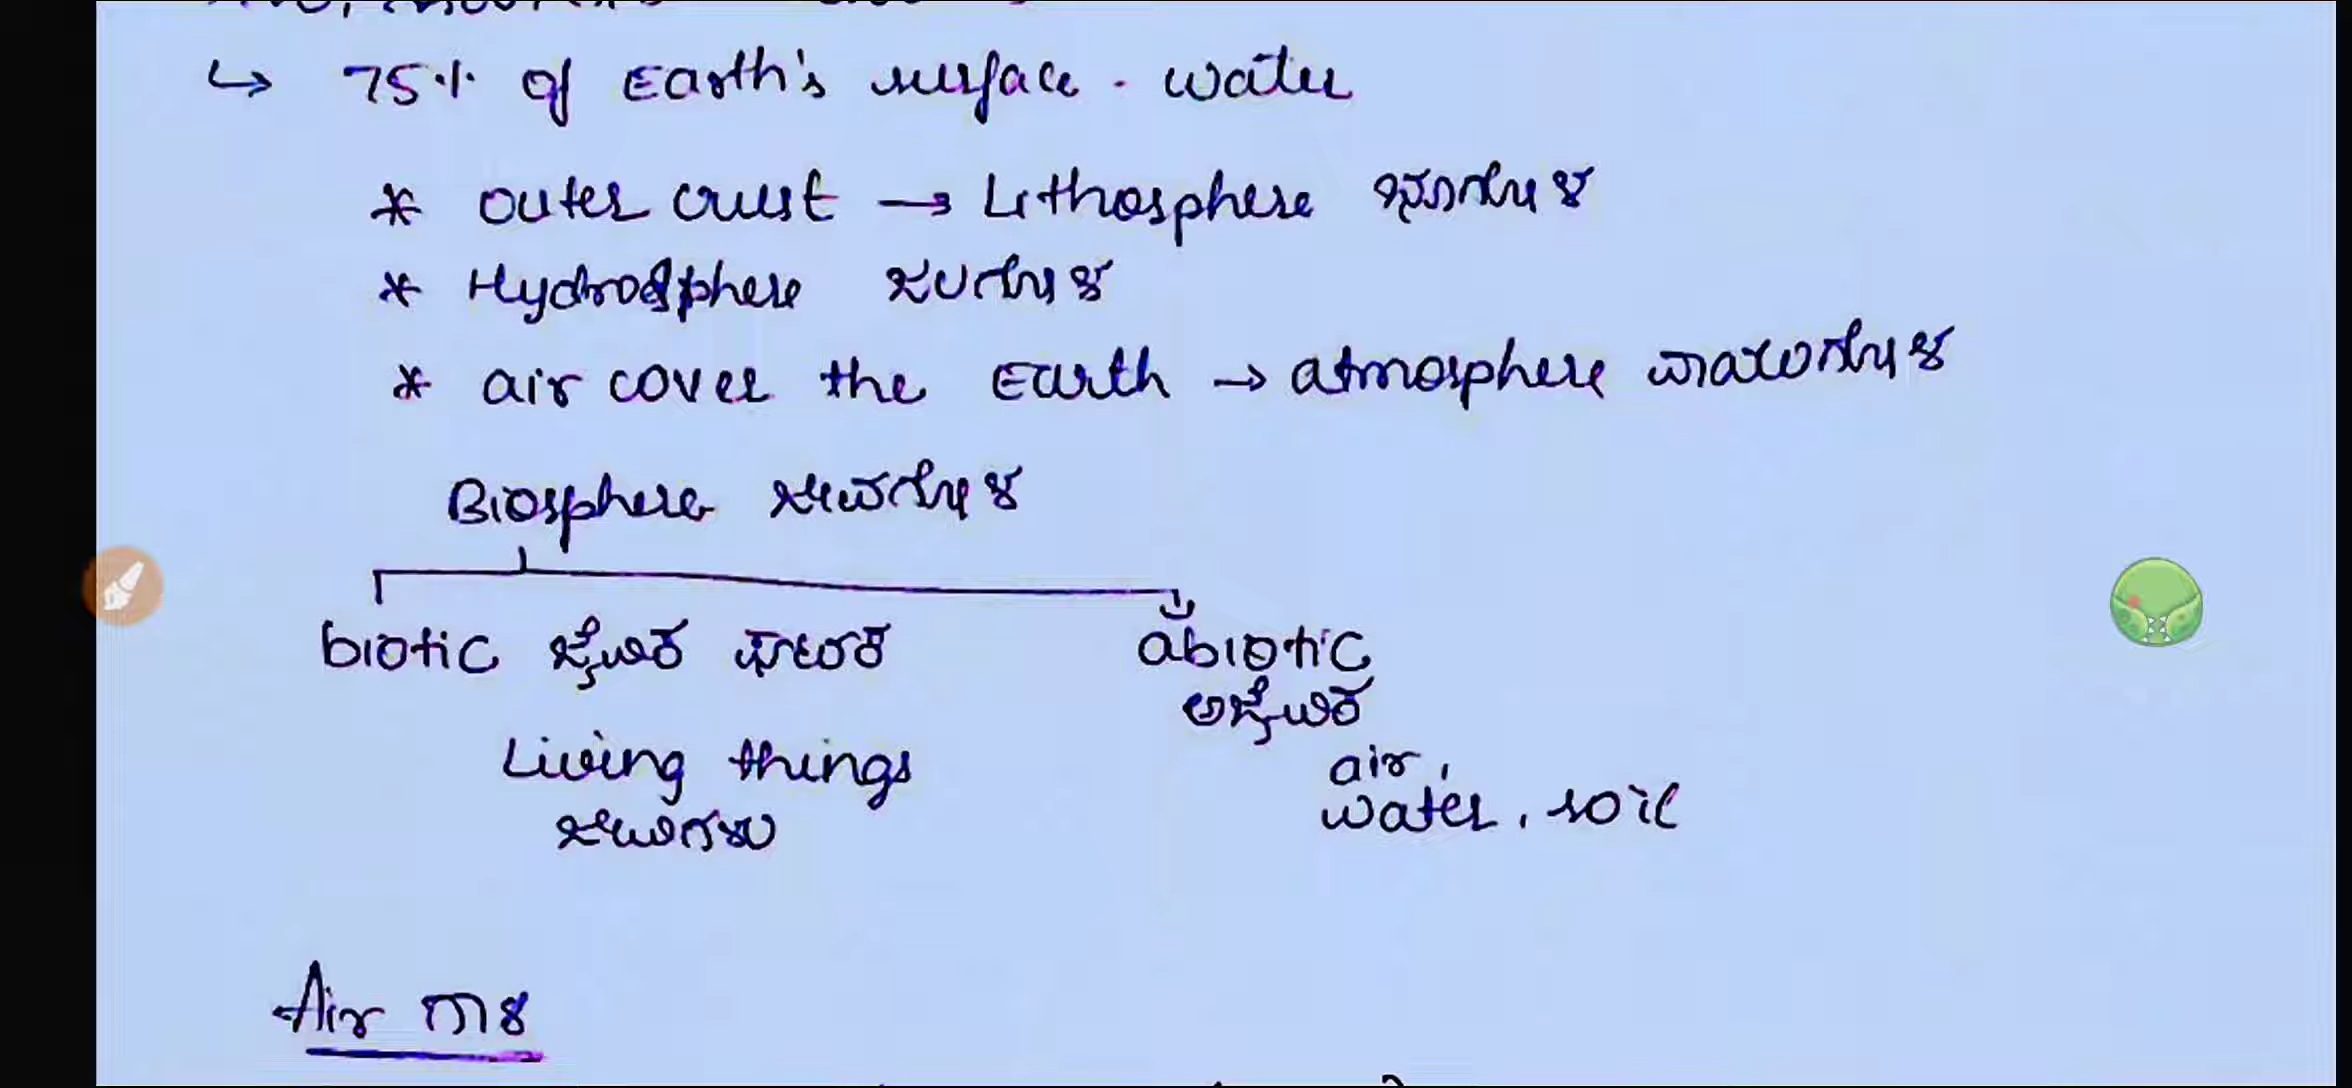 ↳ 75% of Earth's surface . water
* outer crust → Lithosphere ಭೂಗೋಳ
* Hydrosphere ಜಲಗೋಳ
* air cover the Earth → atmosphere ವಾಯುಗೋಳ
Biosphere ಜೀವಗೋಳ
biotic ಜೈವಿಕ ಘಟಕ abiotic
ಅಜೈವಿಕ
Living things air,
ಜೀವಿಗಳು water, soil
Air ಗಾಳಿ